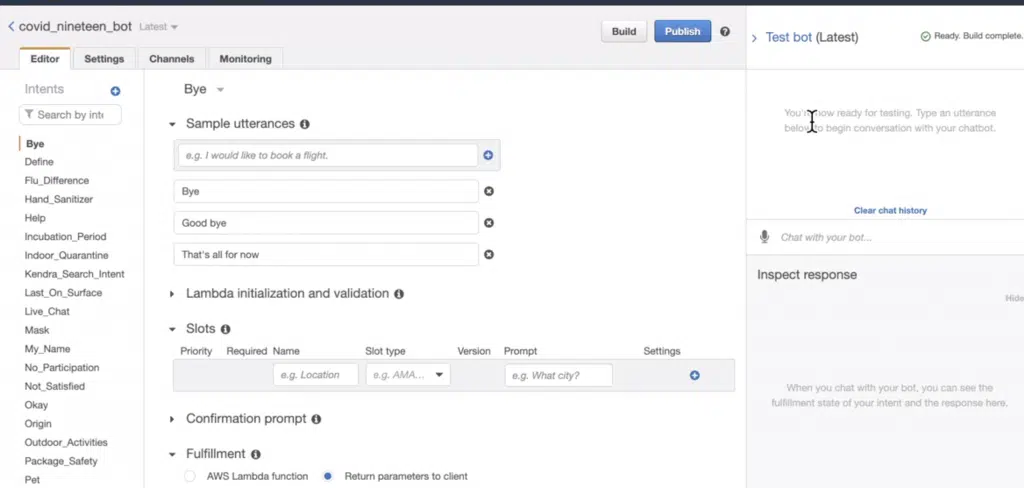 covid_nineteen_bot Latest
Build
Publish
Test bot (Latest)
Ready. Build complete.
Editor
Settings
Channels
Monitoring
Intents
Search by inte
Bye
Define
Flu_Difference
Hand_Sanitizer
Help
Incubation_Period
Indoor_Quarantine
Kendra_Search_Intent
Last_On_Surface
Live_Chat
Mask
My_Name
No_Participation
Not_Satisfied
Okay
Origin
Outdoor_Activities
Package_Safety
Pet
Bye
Sample utterances
e.g. I would like to book a flight.
Bye
Good bye
That's all for now
Lambda initialization and validation
Slots
Priority Required Name Slot type Version Prompt Settings
e.g. Location e.g. AMA... e.g. What city?
Confirmation prompt
Fulfillment
AWS Lambda function Return parameters to client
You're now ready for testing. Type an utterance
below to begin conversation with your chatbot.
Clear chat history
Chat with your bot...
Inspect response
Hide
When you chat with your bot, you can see the
fulfillment state of your intent and the response here.